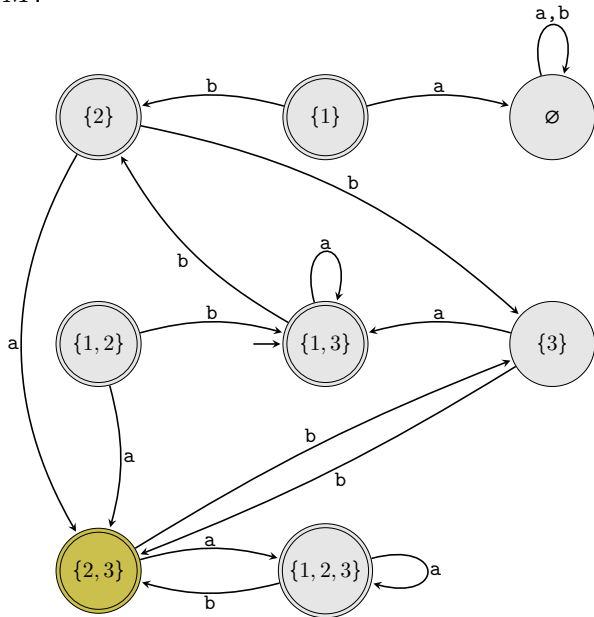 M:
a,b
b
a
{2}
{1}
∅
b
b
a
b
a
a
{1, 2}
{1, 3}
{3}
a
b
b
a
{2, 3}
{1, 2, 3}
a
b